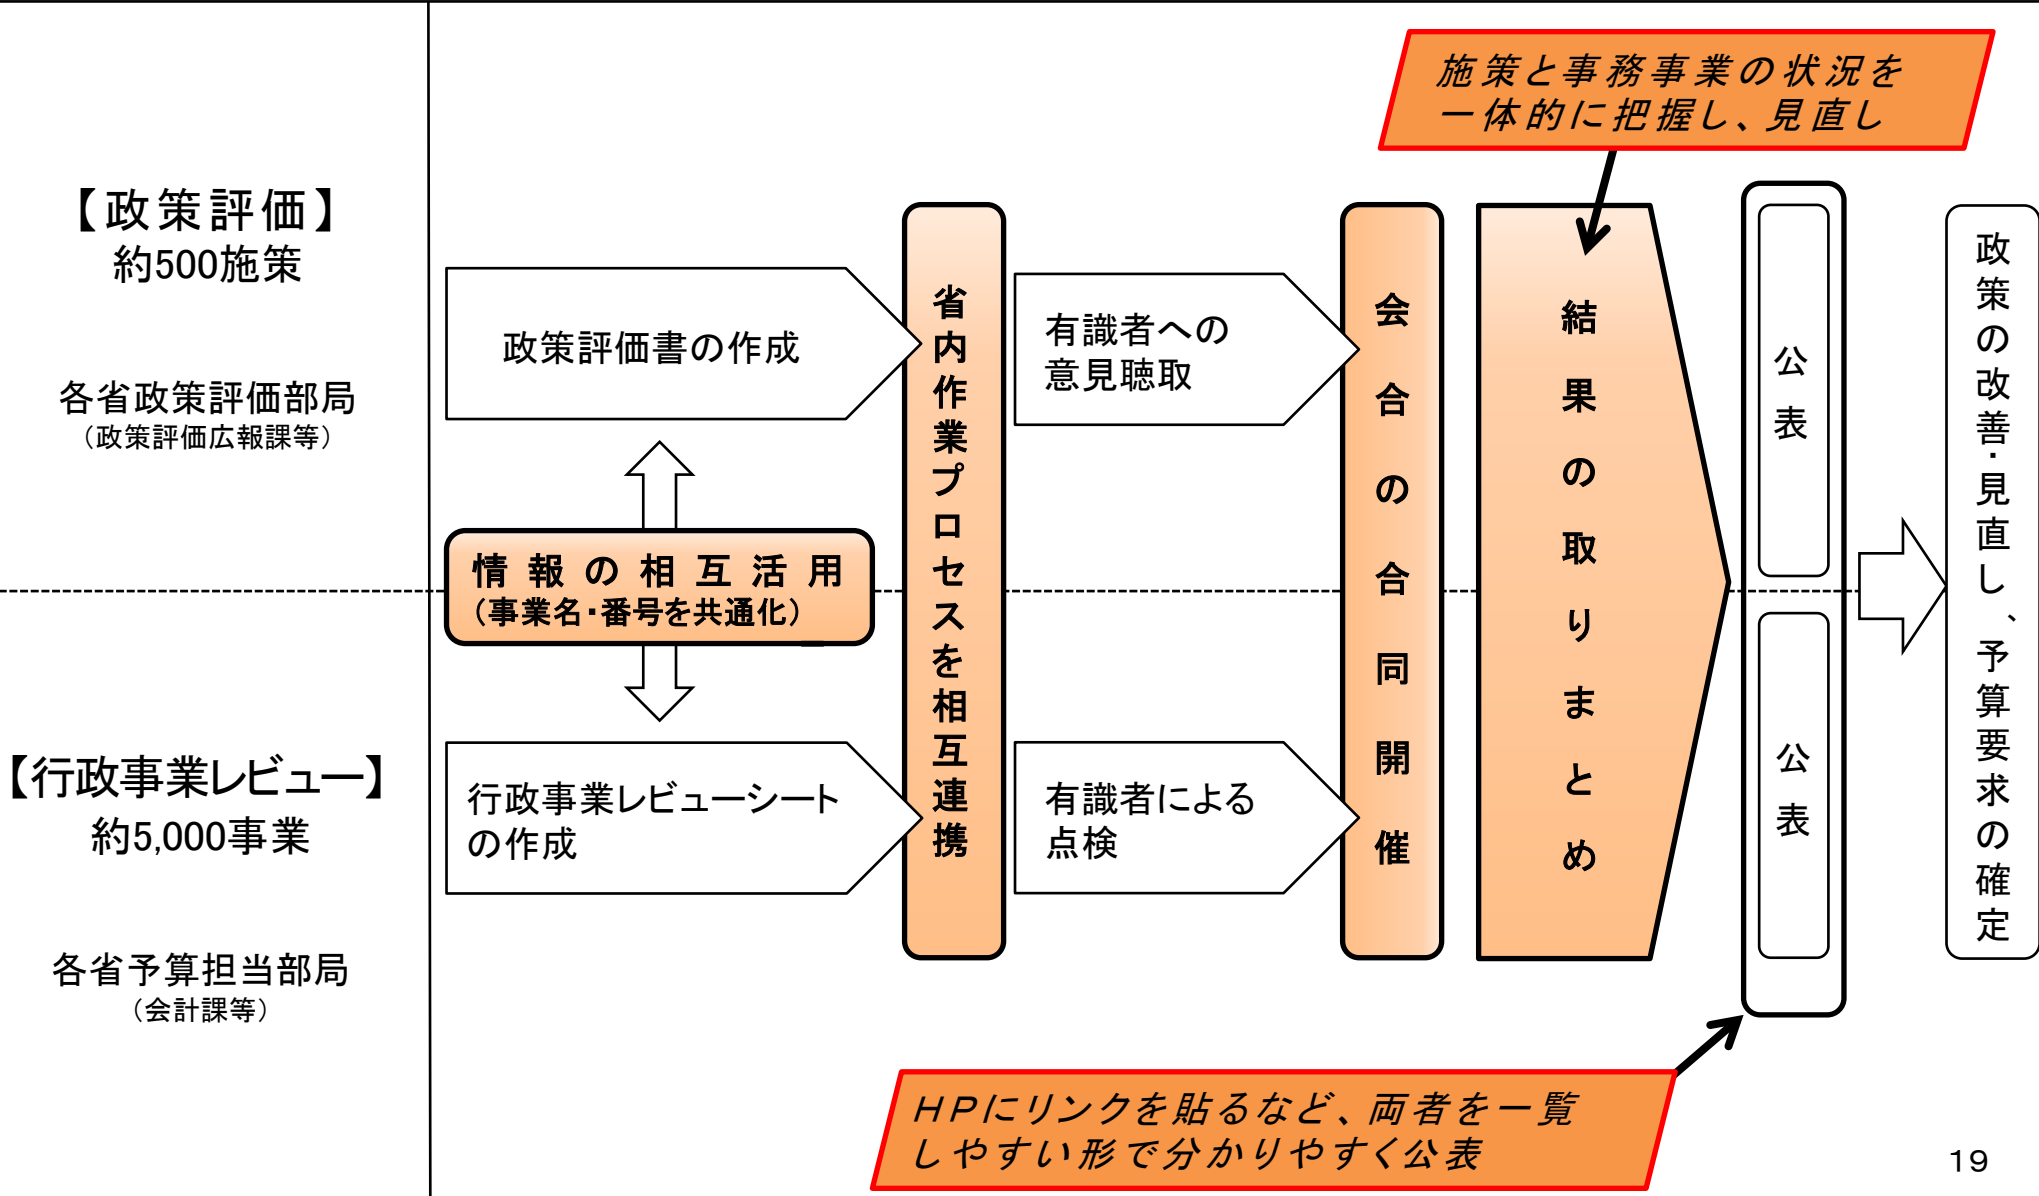 施策と事務事業の状況を
一体的に把握し、見直し
【政策評価】
約500施策
各省政策評価部局
（政策評価広報課等）
政策評価書の作成
情報の相互活用
（事業名・番号を共通化）
省内作業プロセスを相互連携
有識者への
意見聴取
会合の合同開催
結果の取りまとめ
公表
政策の改善・見直し、予算要求の確定
【行政事業レビュー】
約5,000事業
各省予算担当部局
（会計課等）
行政事業レビューシート
の作成
有識者による
点検
公表
ＨＰにリンクを貼るなど、両者を一覧
しやすい形で分かりやすく公表
19